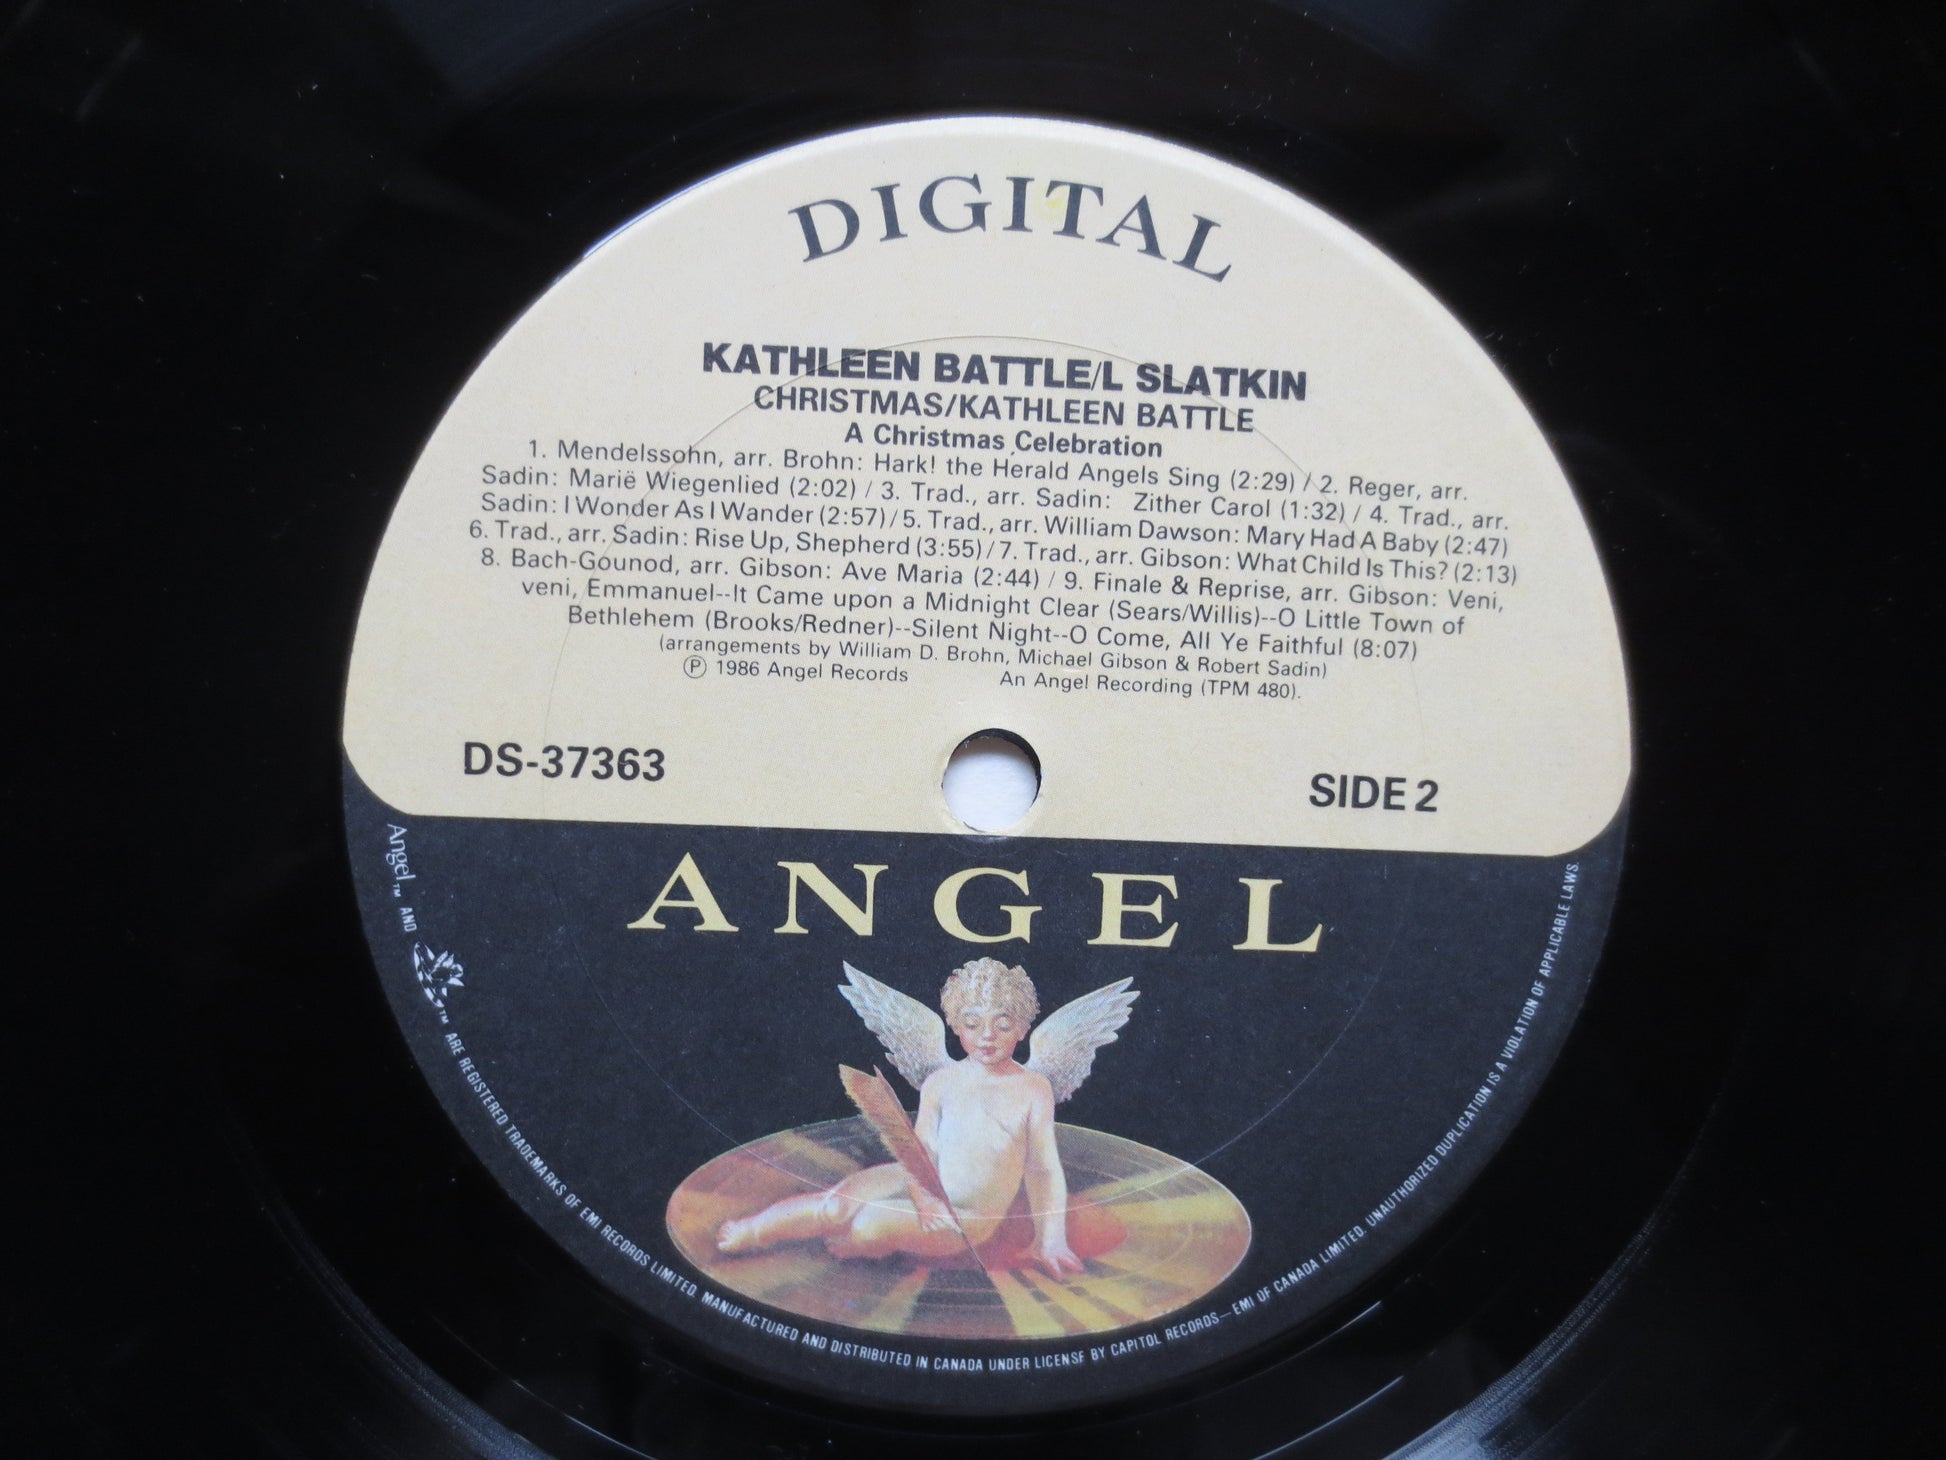 DIGITAL
KATHLEEN BATTLE/L SLATKIN
CHRISTMAS/KATHLEEN BATTLE
A Christmas Celebration
1. Mendelssohn, arr. Brohn: Hark! the Herald Angels Sing (2:29) / 2. Reger, arr.
Sadin: Marië Wiegenlied (2:02) / 3. Trad., arr. Sadin: Zither Carol (1:32) / 4. Trad., arr.
Sadin: I Wonder As I Wander (2:57) / 5. Trad., arr. William Dawson: Mary Had A Baby (2:47)
6. Trad., arr. Sadin: Rise Up, Shepherd (3:55) / 7. Trad., arr. Gibson: What Child Is This? (2:13)
8. Bach-Gounod, arr. Gibson: Ave Maria (2:44) / 9. Finale & Reprise, arr. Gibson: Veni,
veni, Emmanuel--It Came upon a Midnight Clear (Sears/Willis)--O Little Town of
Bethlehem (Brooks/Redner)--Silent Night--O Come, All Ye Faithful (8:07)
(arrangements by William D. Brohn, Michael Gibson & Robert Sadin)
℗ 1986 Angel Records An Angel Recording (TPM 480).
DS-37363
SIDE 2
ANGEL
Angel™ AND ™ ARE REGISTERED TRADEMARKS OF EMI RECORDS LIMITED. MANUFACTURED AND DISTRIBUTED IN CANADA UNDER LICENSE BY CAPITOL RECORDS—EMI OF CANADA LIMITED. UNAUTHORIZED DUPLICATION IS A VIOLATION OF APPLICABLE LAWS.